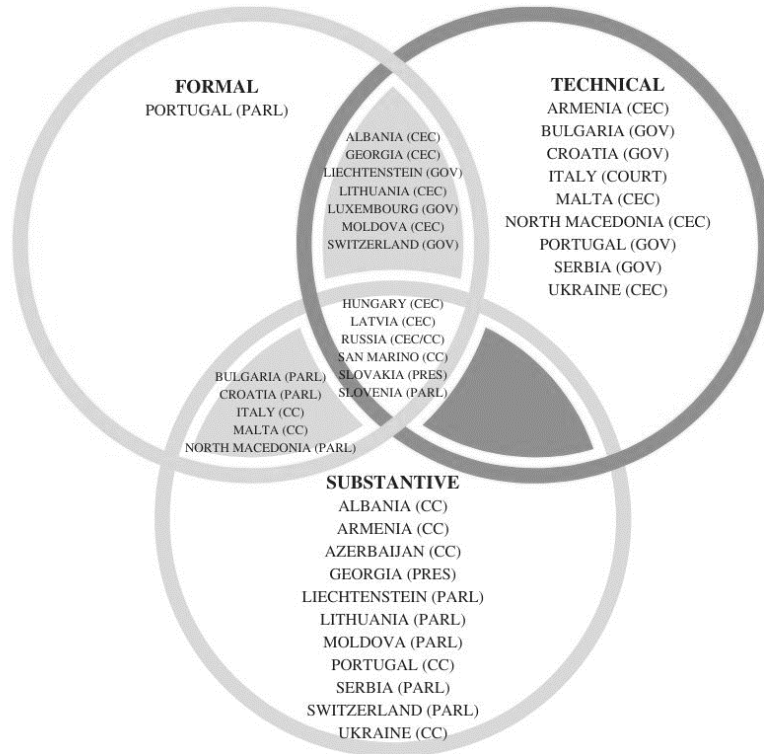 FORMAL
PORTUGAL (PARL)
TECHNICAL
ARMENIA (CEC)
BULGARIA (GOV)
CROATIA (GOV)
ITALY (COURT)
MALTA (CEC)
NORTH MACEDONIA (CEC)
PORTUGAL (GOV)
SERBIA (GOV)
UKRAINE (CEC)
ALBANIA (CEC)
GEORGIA (CEC)
LIECHTENSTEIN (GOV)
LITHUANIA (CEC)
LUXEMBOURG (GOV)
MOLDOVA (CEC)
SWITZERLAND (GOV)
HUNGARY (CEC)
LATVIA (CEC)
RUSSIA (CEC/CC)
SAN MARINO (CC)
SLOVAKIA (PRES)
SLOVENIA (PARL)
BULGARIA (PARL)
CROATIA (PARL)
ITALY (CC)
MALTA (CC)
NORTH MACEDONIA (PARL)
SUBSTANTIVE
ALBANIA (CC)
ARMENIA (CC)
AZERBAIJAN (CC)
GEORGIA (PRES)
LIECHTENSTEIN (PARL)
LITHUANIA (PARL)
MOLDOVA (PARL)
PORTUGAL (CC)
SERBIA (PARL)
SWITZERLAND (PARL)
UKRAINE (CC)